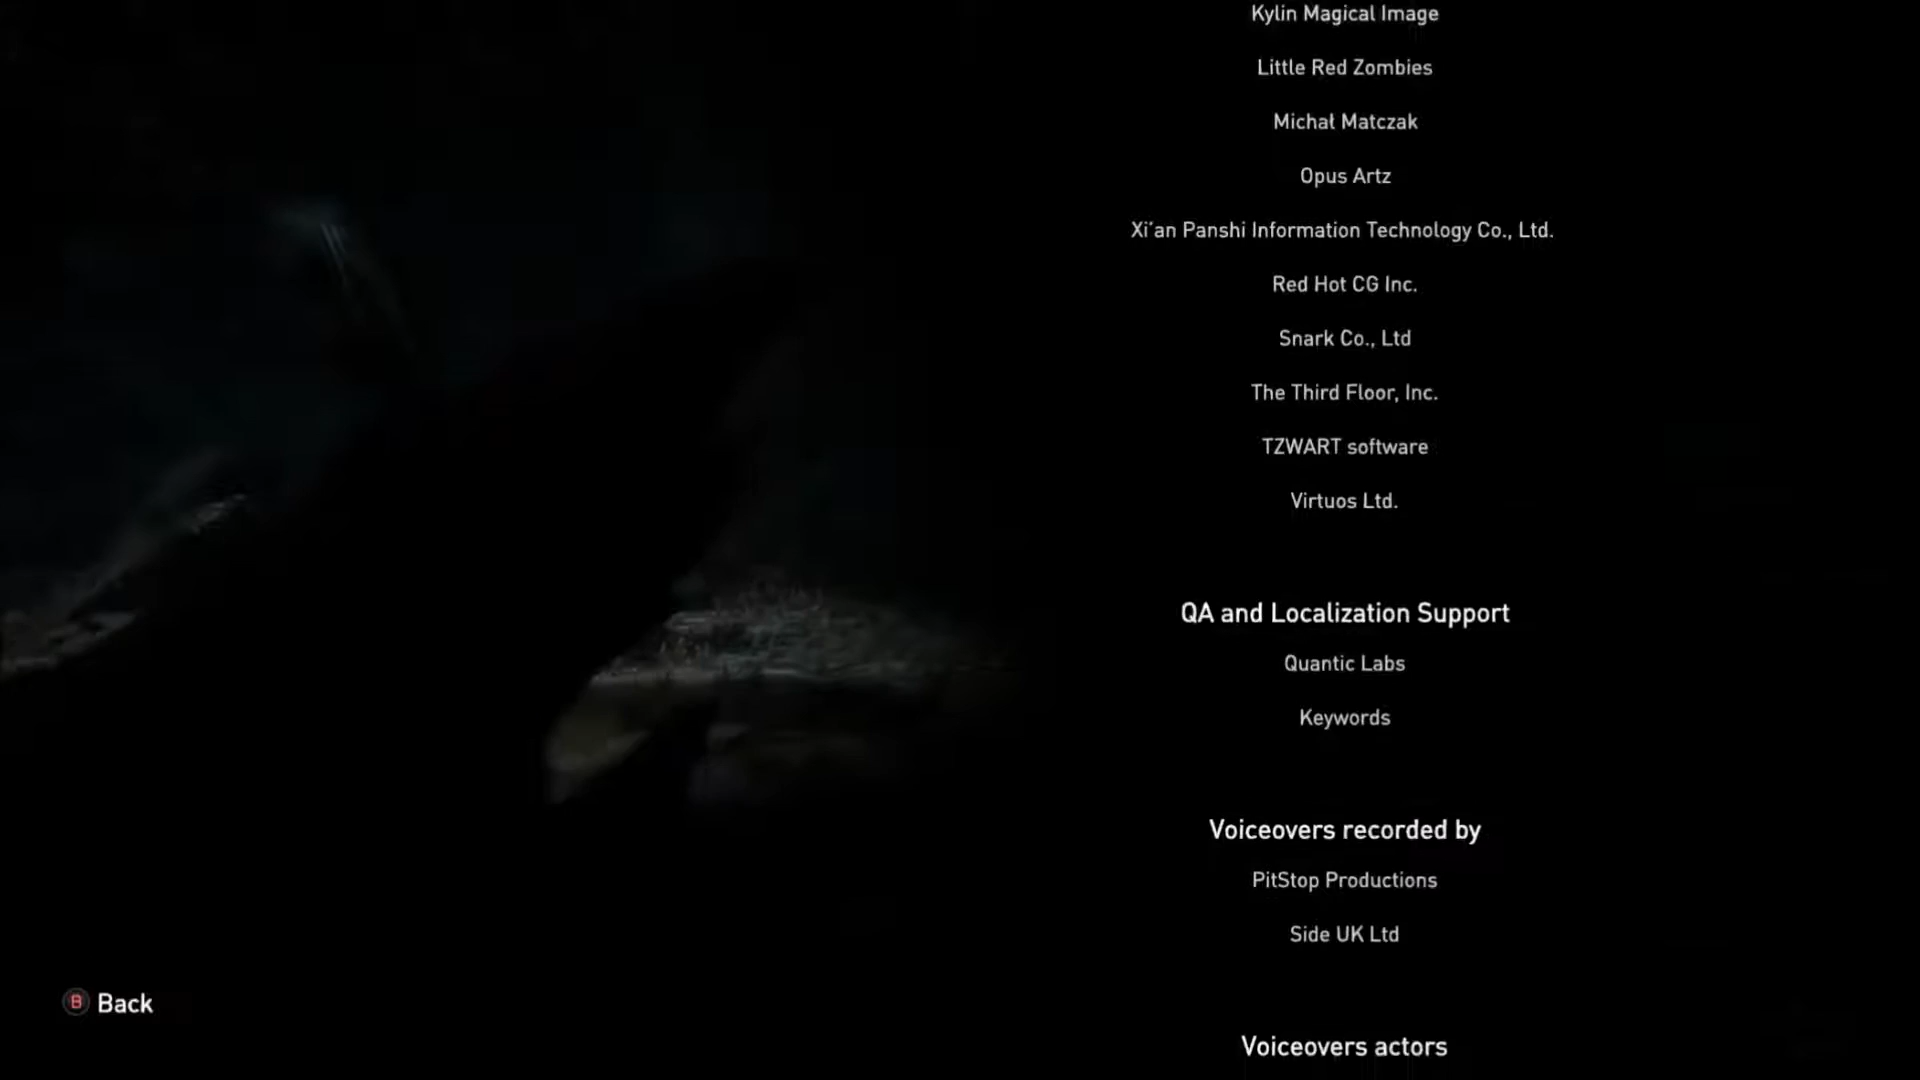 Kylin Magical Image
Little Red Zombies
Michał Matczak
Opus Artz
Xi'an Panshi Information Technology Co., Ltd.
Red Hot CG Inc.
Snark Co., Ltd
The Third Floor, Inc.
TZWART software
Virtuos Ltd.
QA and Localization Support
Quantic Labs
Keywords
Voiceovers recorded by
PitStop Productions
Side UK Ltd
B Back
Voiceovers actors